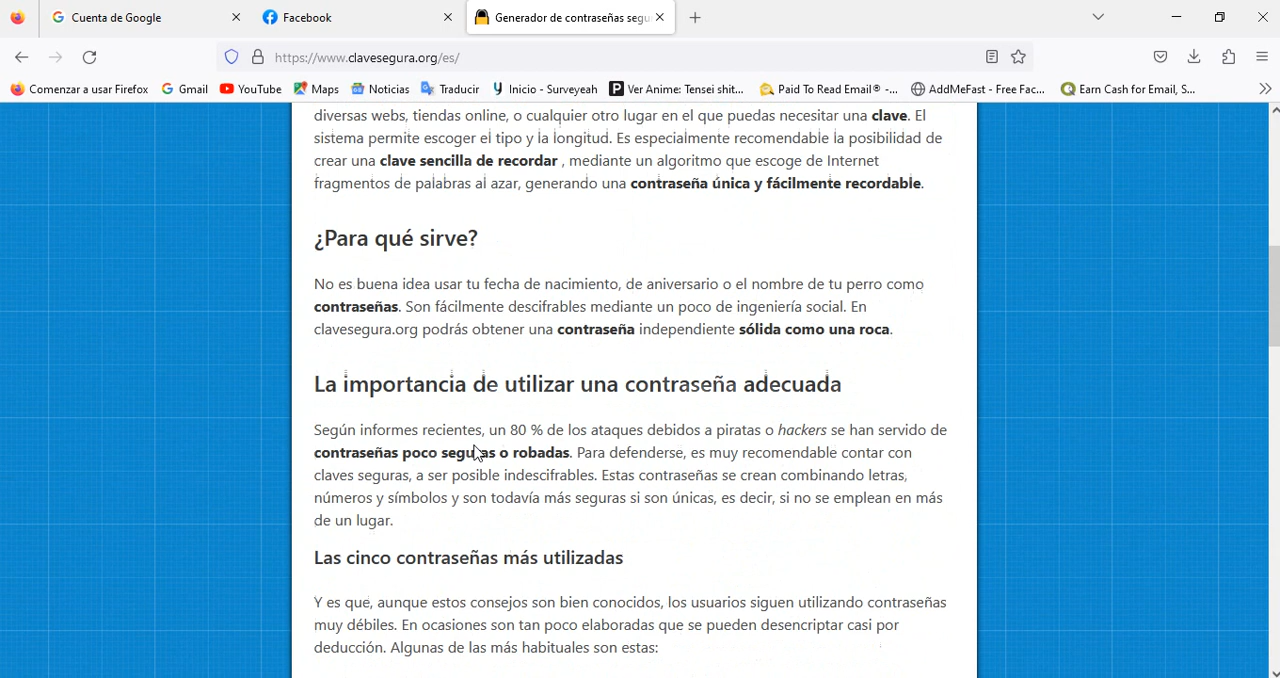 Cuenta de Google
Facebook
Generador de contraseñas segu
https://www.clavesegura.org/es/
Comenzar a usar Firefox
Gmail
YouTube
Maps
Noticias
Traducir
Inicio - Surveyeah
Ver Anime: Tensei shit...
Paid To Read Email® -...
AddMeFast - Free Fac...
Earn Cash for Email, S...
diversas webs, tiendas online, o cualquier otro lugar en el que puedas necesitar una clave. El
sistema permite escoger el tipo y la longitud. Es especialmente recomendable la posibilidad de
crear una clave sencilla de recordar , mediante un algoritmo que escoge de Internet
fragmentos de palabras al azar, generando una contraseña única y fácilmente recordable.
¿Para qué sirve?
No es buena idea usar tu fecha de nacimiento, de aniversario o el nombre de tu perro como
contraseñas. Son fácilmente descifrables mediante un poco de ingeniería social. En
clavesegura.org podrás obtener una contraseña independiente sólida como una roca.
La importancia de utilizar una contraseña adecuada
Según informes recientes, un 80 % de los ataques debidos a piratas o hackers se han servido de
contraseñas poco seguras o robadas. Para defenderse, es muy recomendable contar con
claves seguras, a ser posible indescifrables. Estas contraseñas se crean combinando letras,
números y símbolos y son todavía más seguras si son únicas, es decir, si no se emplean en más
de un lugar.
Las cinco contraseñas más utilizadas
Y es que, aunque estos consejos son bien conocidos, los usuarios siguen utilizando contraseñas
muy débiles. En ocasiones son tan poco elaboradas que se pueden desencriptar casi por
deducción. Algunas de las más habituales son estas: